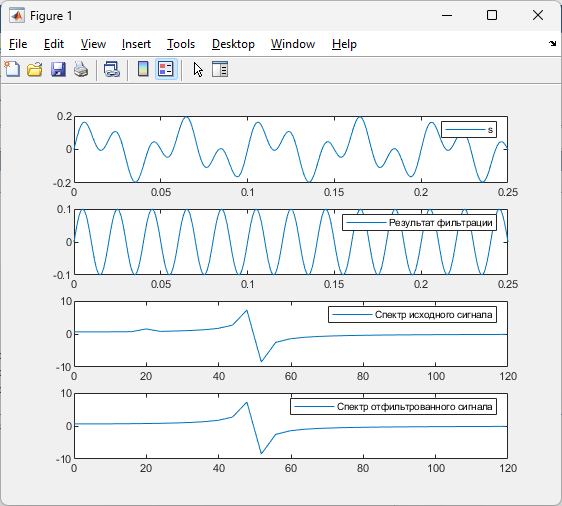 Figure 1
File Edit View Insert Tools Desktop Window Help
0.2
0
-0.2
s
0 0.05 0.1 0.15 0.2 0.25
0.1
0
-0.1
Результат фильтрации
0 0.05 0.1 0.15 0.2 0.25
10
0
-10
Спектр исходного сигнала
0 20 40 60 80 100 120
10
0
-10
Спектр отфильтрованного сигнала
0 20 40 60 80 100 120